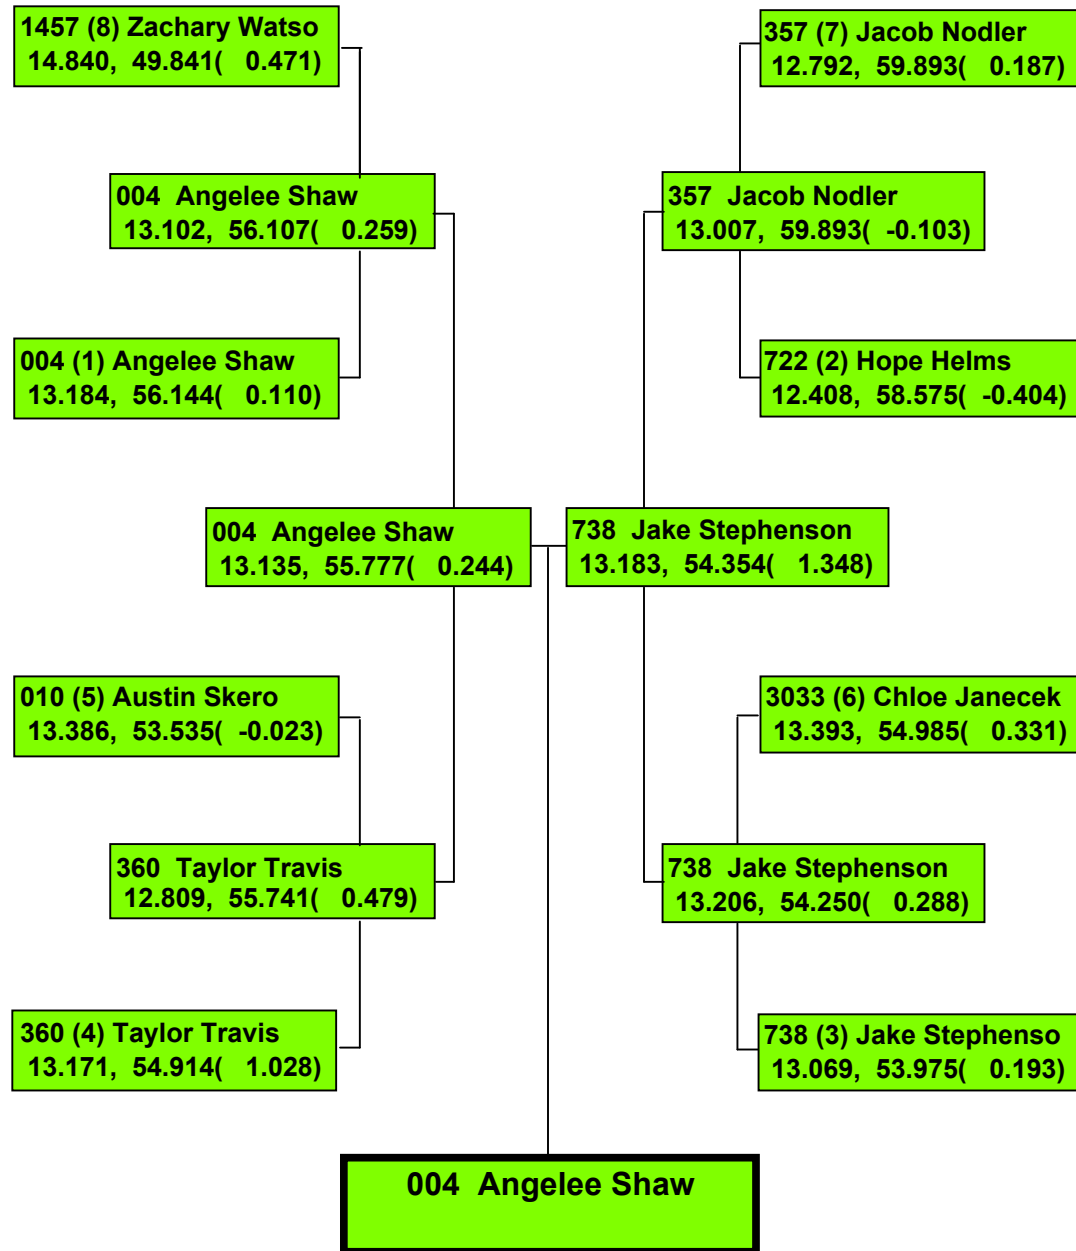 1457 (8) Zachary Watso
14.840, 49.841( 0.471)
357 (7) Jacob Nodler
12.792, 59.893( 0.187)
004 Angelee Shaw
13.102, 56.107( 0.259)
357 Jacob Nodler
13.007, 59.893( -0.103)
004 (1) Angelee Shaw
13.184, 56.144( 0.110)
722 (2) Hope Helms
12.408, 58.575( -0.404)
004 Angelee Shaw
13.135, 55.777( 0.244)
738 Jake Stephenson
13.183, 54.354( 1.348)
010 (5) Austin Skero
13.386, 53.535( -0.023)
3033 (6) Chloe Janecek
13.393, 54.985( 0.331)
360 Taylor Travis
12.809, 55.741( 0.479)
738 Jake Stephenson
13.206, 54.250( 0.288)
360 (4) Taylor Travis
13.171, 54.914( 1.028)
738 (3) Jake Stephenso
13.069, 53.975( 0.193)
004 Angelee Shaw